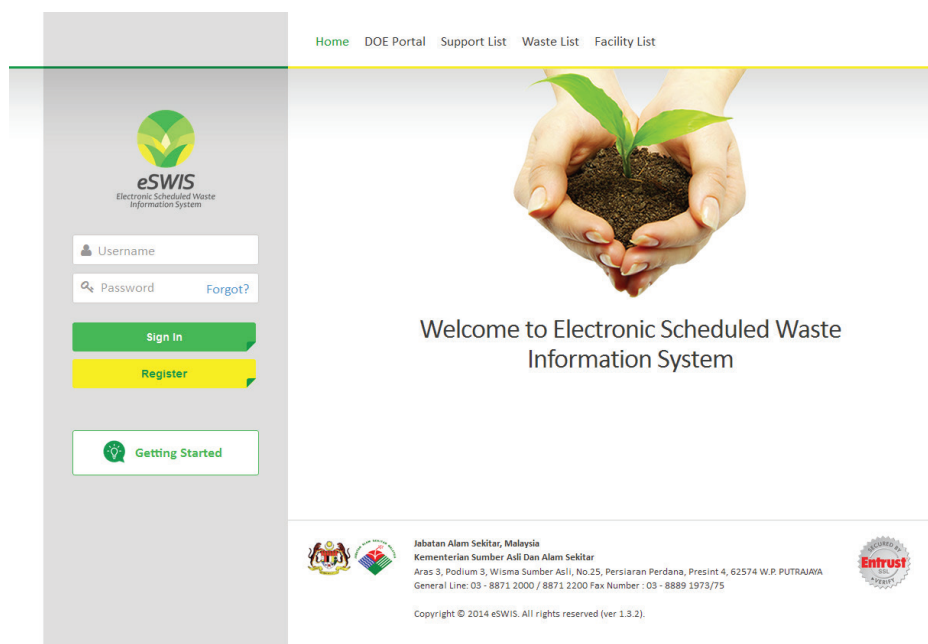 Home DOE Portal Support List Waste List Facility List
eSWIS
Electronic Scheduled Waste
Information System
Username
Password Forgot?
Sign In
Register
Getting Started
Welcome to Electronic Scheduled Waste
Information System
Jabatan Alam Sekitar, Malaysia
Kementerian Sumber Asli Dan Alam Sekitar
Aras 3, Podium 3, Wisma Sumber Asli, No.25, Persiaran Perdana, Presint 4, 62574 W.P. PUTRAJAYA
General Line: 03 - 8871 2000 / 8871 2200 Fax Number : 03 - 8889 1973/75
Copyright © 2014 eSWIS. All rights reserved (ver 1.3.2).
SECURED BY
Entrust
SSL
VERIFY